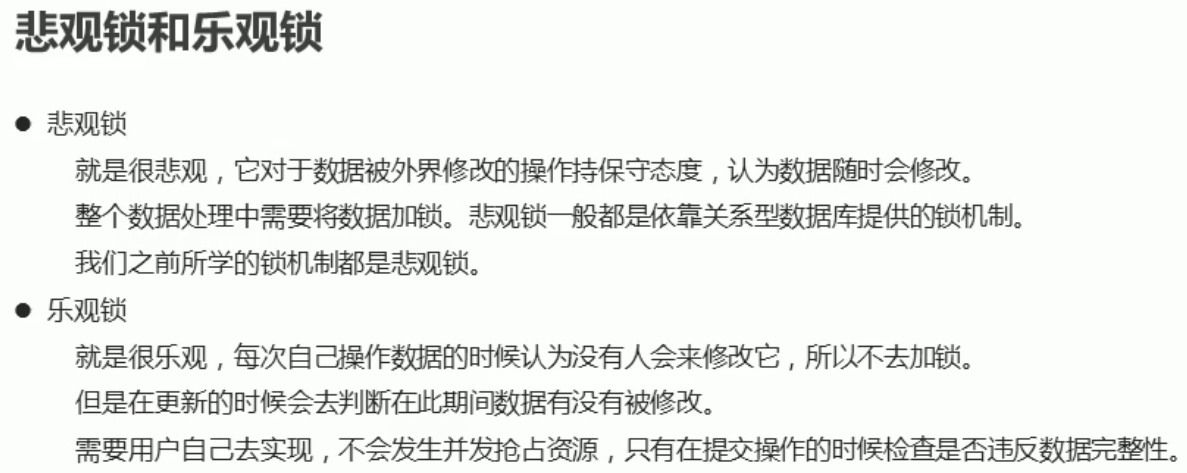 悲观锁和乐观锁
● 悲观锁
就是很悲观，它对于数据被外界修改的操作持保守态度，认为数据随时会修改。
整个数据处理中需要将数据加锁。悲观锁一般都是依靠关系型数据库提供的锁机制。
我们之前所学的锁机制都是悲观锁。
● 乐观锁
就是很乐观，每次自己操作数据的时候认为没有人会来修改它，所以不去加锁。
但是在更新的时候会去判断在此期间数据有没有被修改。
需要用户自己去实现，不会发生并发抢占资源，只有在提交操作的时候检查是否违反数据完整性。